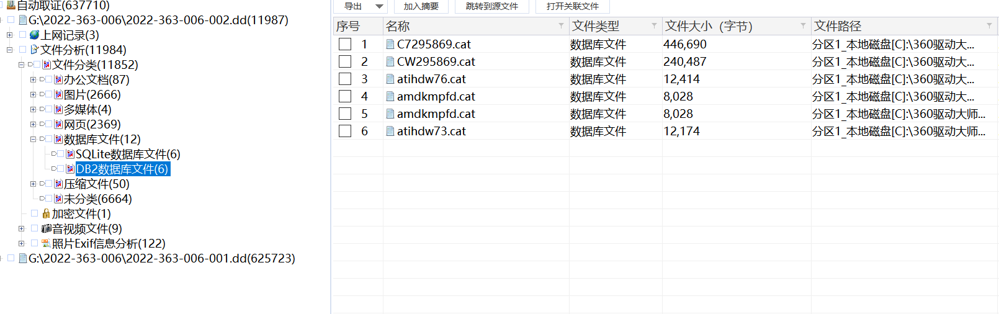 自动取证(637710)
G:\2022-363-006\2022-363-006-002.dd(11987)
上网记录(3)
文件分析(11984)
文件分类(11852)
办公文档(87)
图片(2666)
多媒体(4)
网页(2369)
数据库文件(12)
SQLite数据库文件(6)
DB2数据库文件(6)
压缩文件(50)
未分类(6664)
加密文件(1)
音视频文件(9)
照片Exif信息分析(122)
G:\2022-363-006\2022-363-006-001.dd(625723)
导出 加入摘要 跳转到源文件 打开关联文件
序号 名称 文件类型 文件大小（字节） 文件路径
1 C7295869.cat 数据库文件 446,690 分区1_本地磁盘[C]:\360驱动大...
2 CW295869.cat 数据库文件 240,487 分区1_本地磁盘[C]:\360驱动大...
3 atihdw76.cat 数据库文件 12,414 分区1_本地磁盘[C]:\360驱动大...
4 amdkmpfd.cat 数据库文件 8,028 分区1_本地磁盘[C]:\360驱动大...
5 amdkmpfd.cat 数据库文件 8,028 分区1_本地磁盘[C]:\360驱动大师...
6 atihdw73.cat 数据库文件 12,174 分区1_本地磁盘[C]:\360驱动大师...